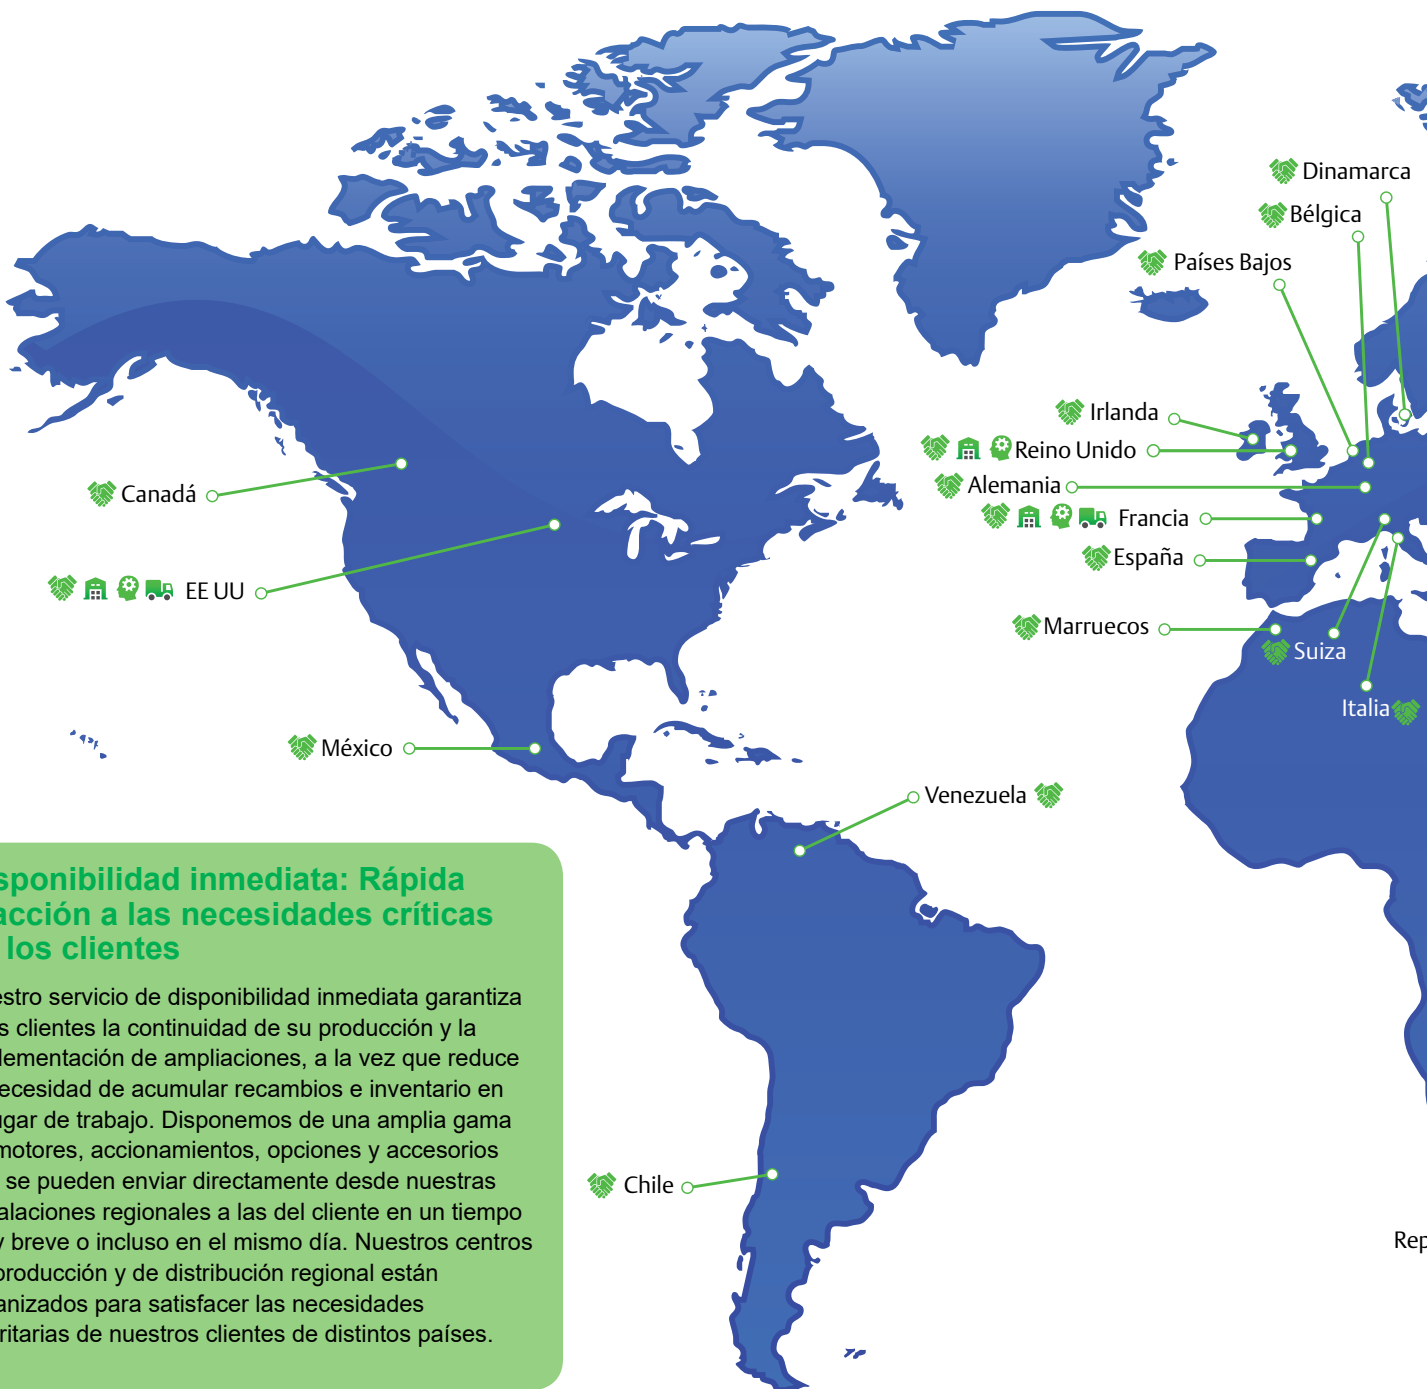 Dinamarca
Bélgica
Países Bajos
Irlanda
Reino Unido
Canadá
Alemania
Francia
España
EE UU
Marruecos
Suiza
Italia
México
Venezuela
sponibilidad inmediata: Rápida
acción a las necesidades críticas
los clientes
estro servicio de disponibilidad inmediata garantiza
s clientes la continuidad de su producción y la
lementación de ampliaciones, a la vez que reduce
ecesidad de acumular recambios e inventario en
ugar de trabajo. Disponemos de una amplia gama
motores, accionamientos, opciones y accesorios
se pueden enviar directamente desde nuestras
alaciones regionales a las del cliente en un tiempo
y breve o incluso en el mismo día. Nuestros centros
producción y de distribución regional están
anizados para satisfacer las necesidades
ritarias de nuestros clientes de distintos países.
Chile
Rep